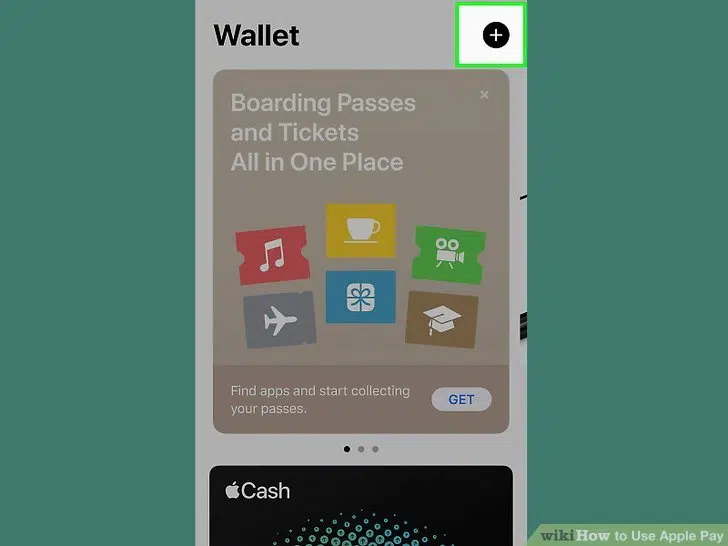 Wallet
Boarding Passes
and Tickets
All in One Place
Find apps and start collecting
your passes.
GET
Cash
wikiHow to Use Apple Pay